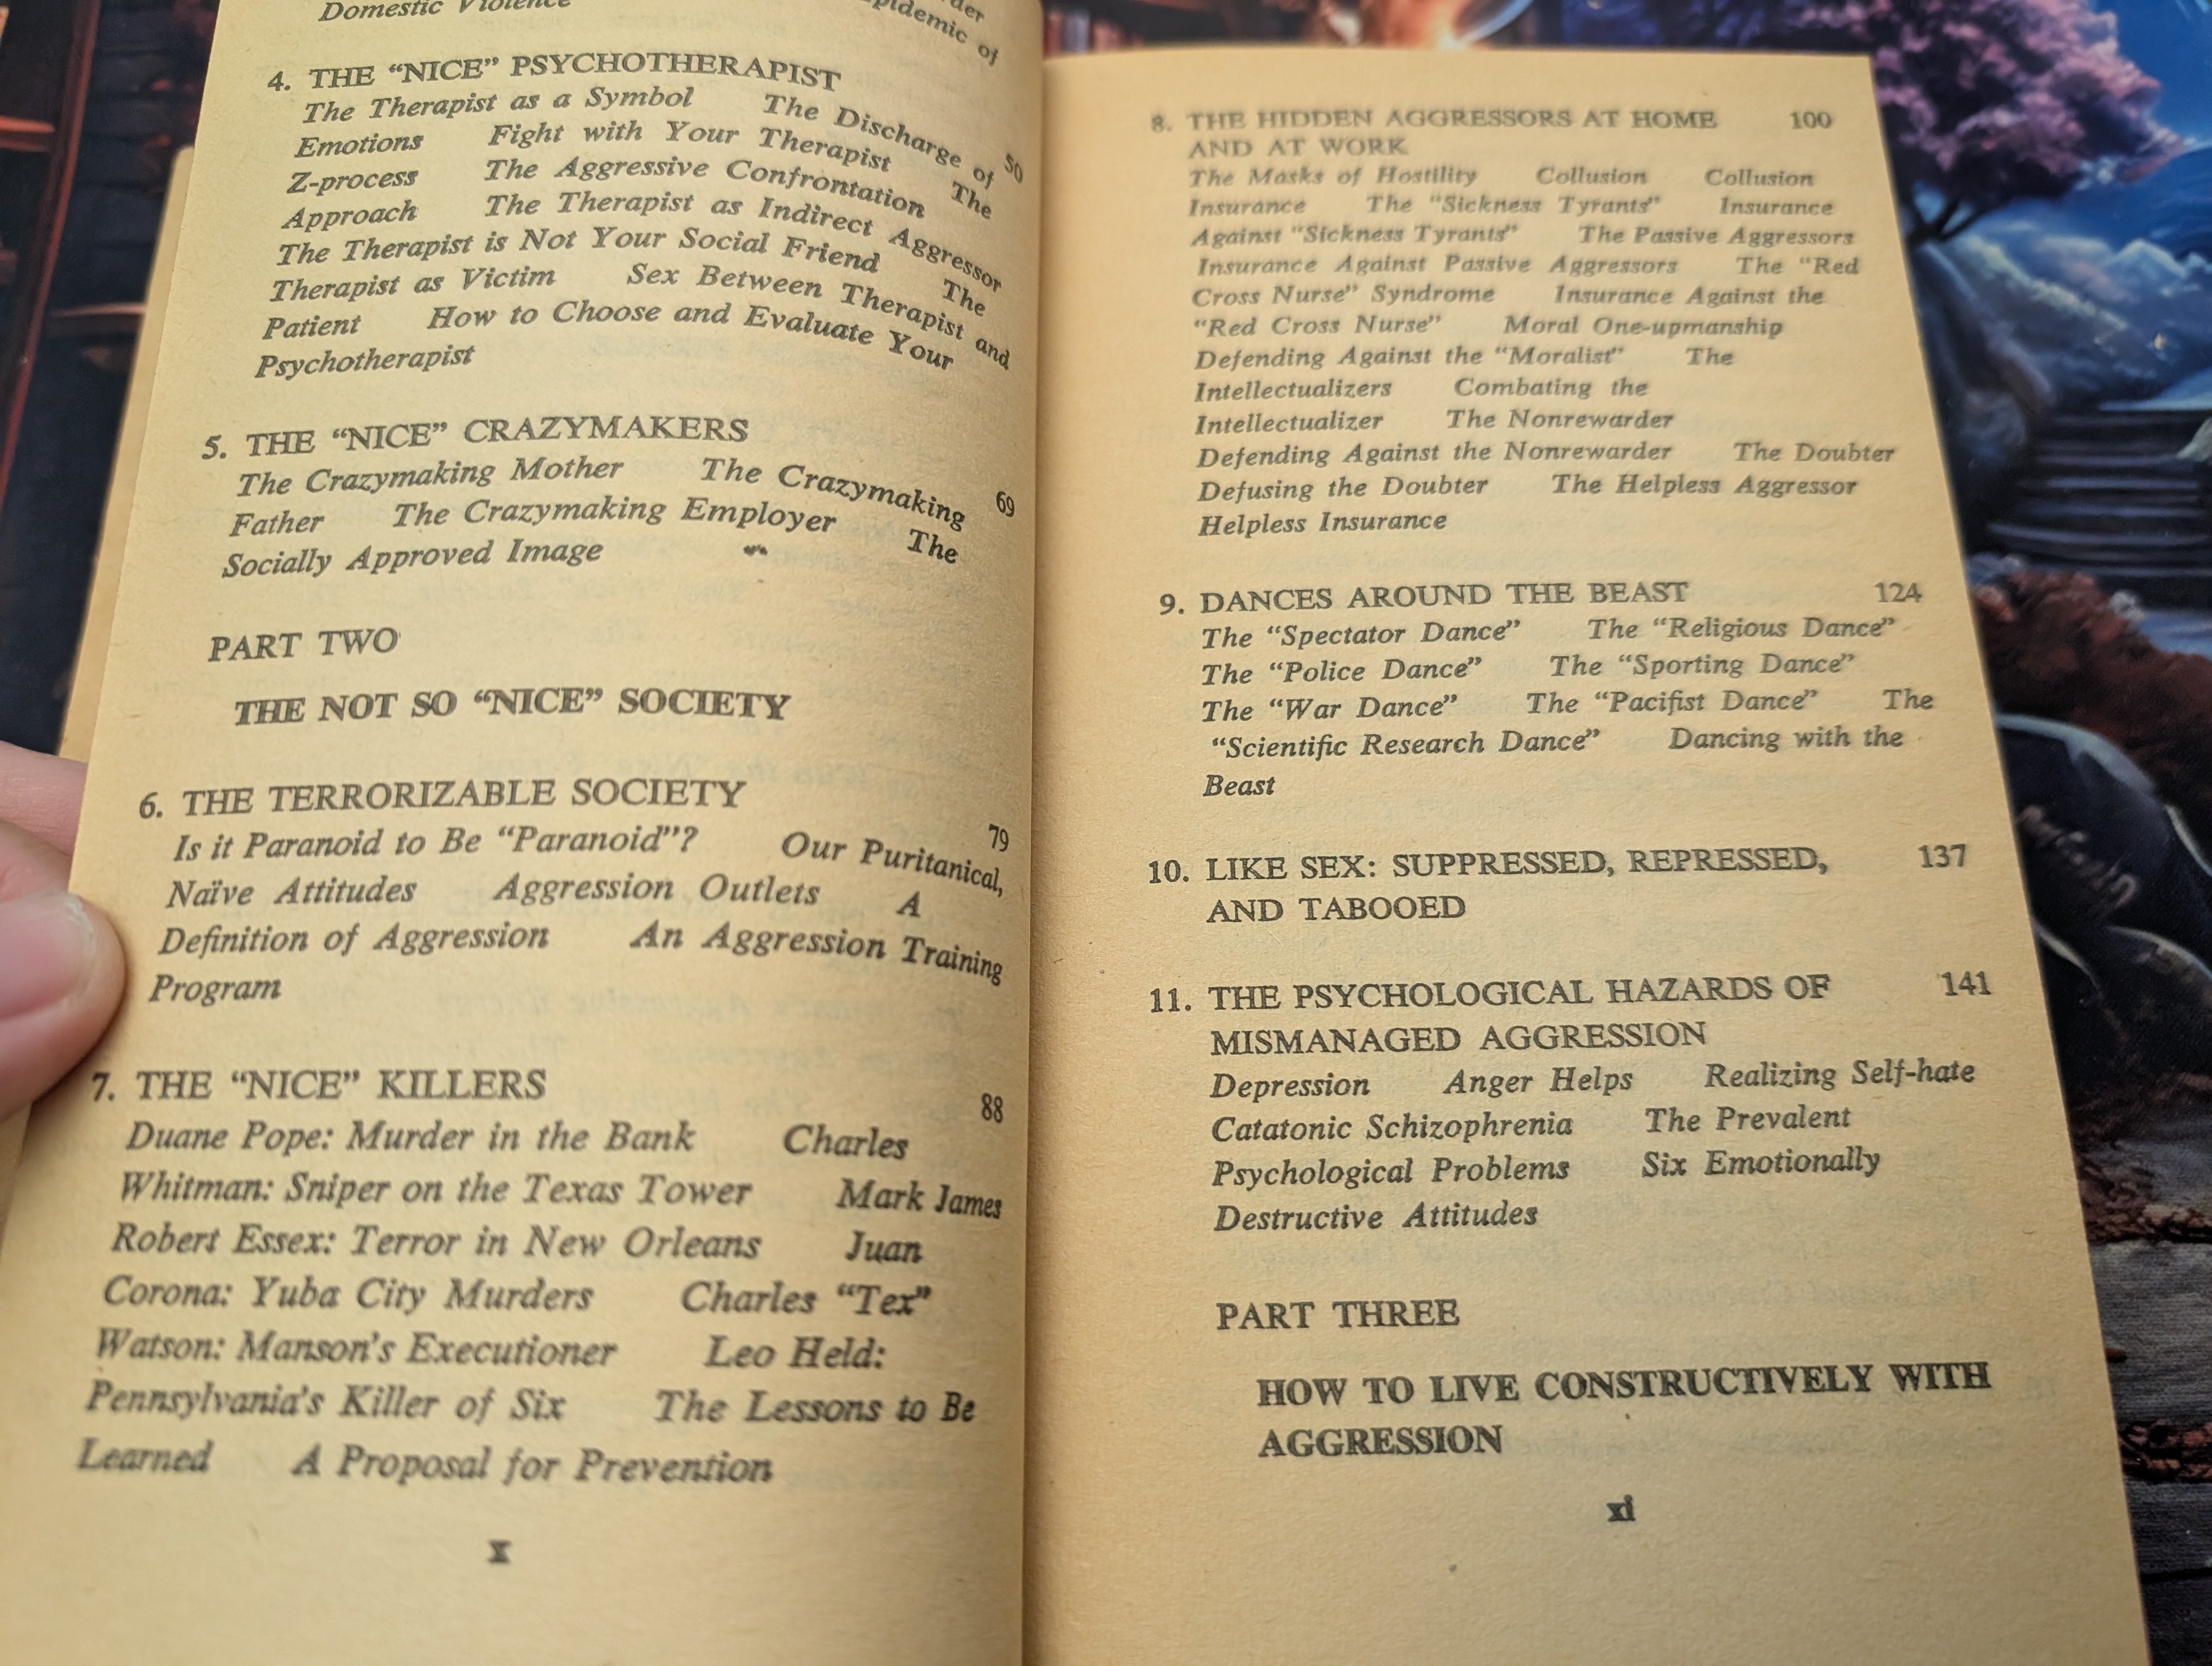 Domestic Violence
Epidemic of
4. THE “NICE” PSYCHOTHERAPIST 50
The Therapist as a Symbol The Discharge of
Emotions Fight with Your Therapist The
Z-process The Aggressive Confrontation
Approach The Therapist as Indirect Aggressor
The Therapist is Not Your Social Friend The
Therapist as Victim Sex Between Therapist and
Patient How to Choose and Evaluate Your
Psychotherapist
5. THE “NICE” CRAZYMAKERS 69
The Crazymaking Mother The Crazymaking
Father The Crazymaking Employer The
Socially Approved Image
PART TWO
THE NOT SO “NICE” SOCIETY
6. THE TERRORIZABLE SOCIETY 79
Is it Paranoid to Be “Paranoid”? Our Puritanical,
Naïve Attitudes Aggression Outlets A
Definition of Aggression An Aggression Training
Program
7. THE “NICE” KILLERS 88
Duane Pope: Murder in the Bank Charles
Whitman: Sniper on the Texas Tower Mark James
Robert Essex: Terror in New Orleans Juan
Corona: Yuba City Murders Charles “Tex”
Watson: Manson’s Executioner Leo Held:
Pennsylvania’s Killer of Six The Lessons to Be
Learned A Proposal for Prevention
x
8. THE HIDDEN AGGRESSORS AT HOME 100
AND AT WORK
The Masks of Hostility Collusion Collusion
Insurance The “Sickness Tyrants” Insurance
Against “Sickness Tyrants” The Passive Aggressors
Insurance Against Passive Aggressors The “Red
Cross Nurse” Syndrome Insurance Against the
“Red Cross Nurse” Moral One-upmanship
Defending Against the “Moralist” The
Intellectualizers Combating the
Intellectualizer The Nonrewarder
Defending Against the Nonrewarder The Doubter
Defusing the Doubter The Helpless Aggressor
Helpless Insurance
9. DANCES AROUND THE BEAST 124
The “Spectator Dance” The “Religious Dance”
The “Police Dance” The “Sporting Dance”
The “War Dance” The “Pacifist Dance” The
“Scientific Research Dance” Dancing with the
Beast
10. LIKE SEX: SUPPRESSED, REPRESSED, 137
AND TABOOED
11. THE PSYCHOLOGICAL HAZARDS OF 141
MISMANAGED AGGRESSION
Depression Anger Helps Realizing Self-hate
Catatonic Schizophrenia The Prevalent
Psychological Problems Six Emotionally
Destructive Attitudes
PART THREE
HOW TO LIVE CONSTRUCTIVELY WITH
AGGRESSION
xi